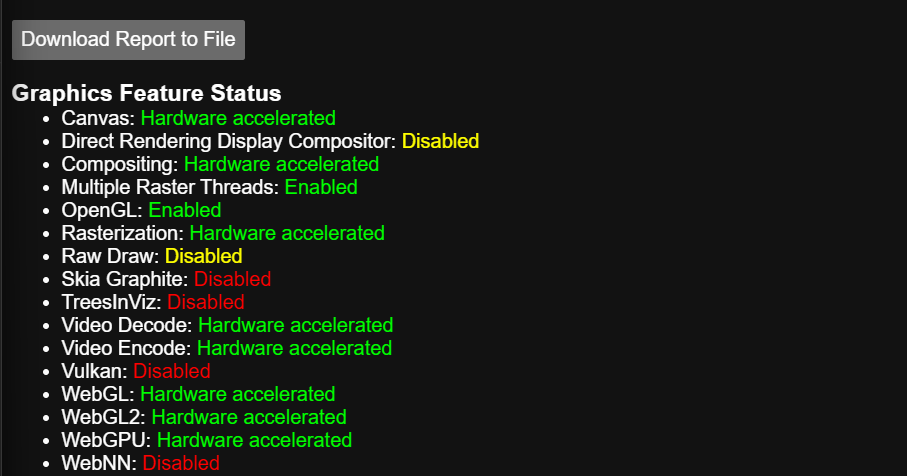 Download Report to File
Graphics Feature Status
• Canvas: Hardware accelerated
• Direct Rendering Display Compositor: Disabled
• Compositing: Hardware accelerated
• Multiple Raster Threads: Enabled
• OpenGL: Enabled
• Rasterization: Hardware accelerated
• Raw Draw: Disabled
• Skia Graphite: Disabled
• TreesInViz: Disabled
• Video Decode: Hardware accelerated
• Video Encode: Hardware accelerated
• Vulkan: Disabled
• WebGL: Hardware accelerated
• WebGL2: Hardware accelerated
• WebGPU: Hardware accelerated
• WebNN: Disabled